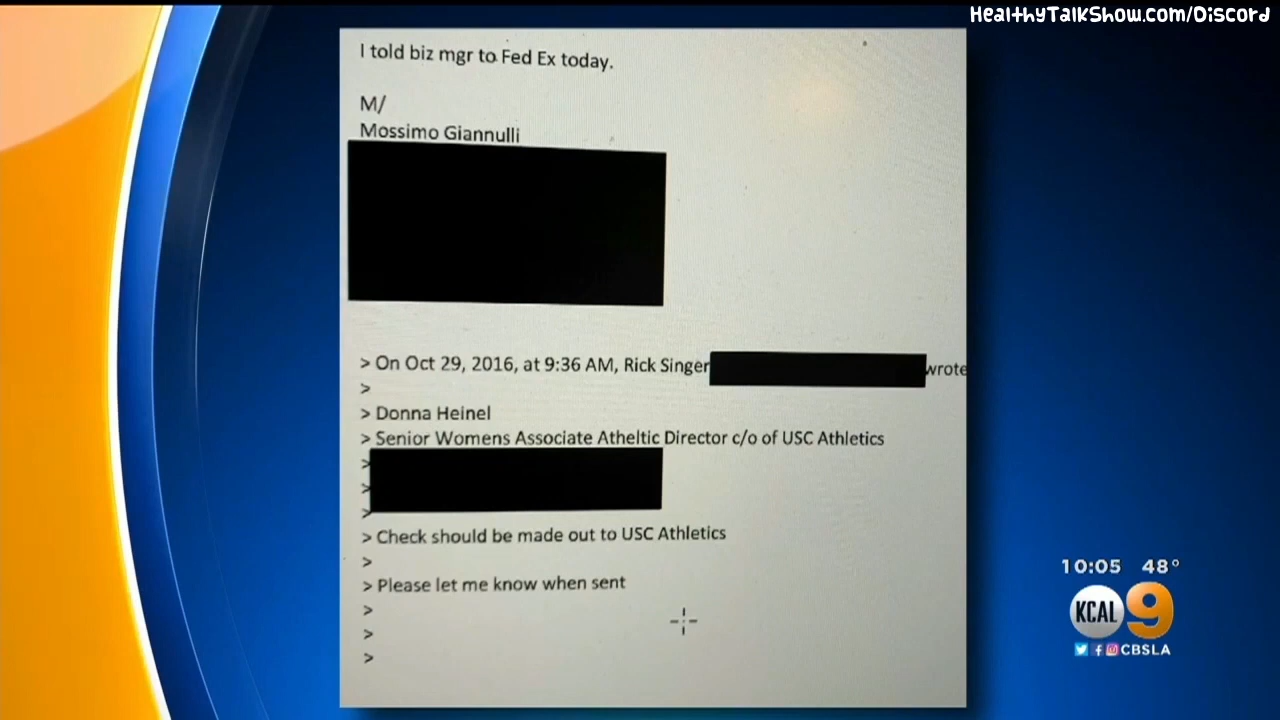 HealthyTalkShow.com/Discord
I told biz mgr to Fed Ex today.
M/
Mossimo Giannulli
> On Oct 29, 2016, at 9:36 AM, Rick Singer wrote
>
> Donna Heinel
> Senior Womens Associate Atheltic Director c/o of USC Athletics
>
>
>
> Check should be made out to USC Athletics
>
> Please let me know when sent
>
>
>
10:05 48°
KCAL 9
CBSLA